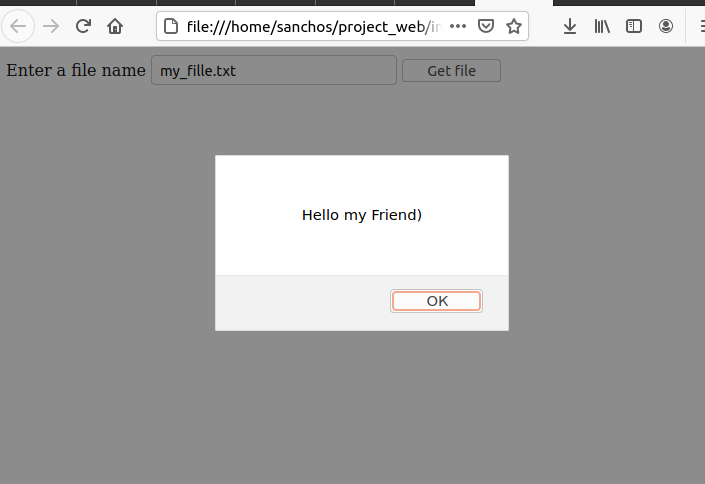 file:///home/sanchos/project_web/in
Enter a file name my_fille.txt Get file
Hello my Friend)
OK